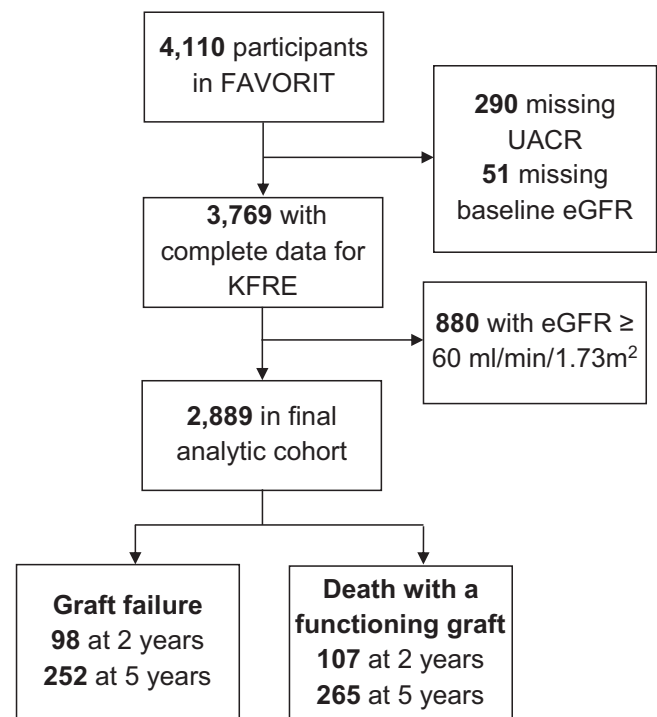 4,110 participants
in FAVORIT
290 missing
UACR
51 missing
baseline eGFR
3,769 with
complete data for
KFRE
880 with eGFR ≥
60 ml/min/1.73m²
2,889 in final
analytic cohort
Graft failure
98 at 2 years
252 at 5 years
Death with a
functioning graft
107 at 2 years
265 at 5 years